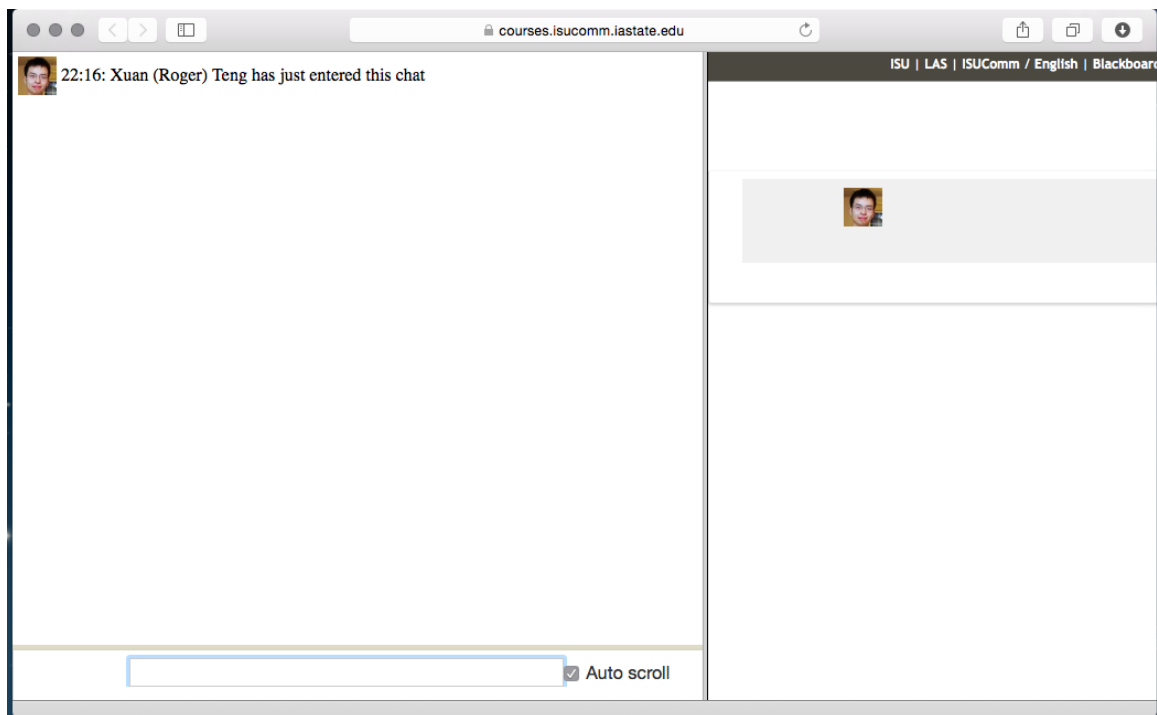 courses.isucomm.iastate.edu
22:16: Xuan (Roger) Teng has just entered this chat
ISU | LAS | ISUComm / English | Blackboard
Auto scroll